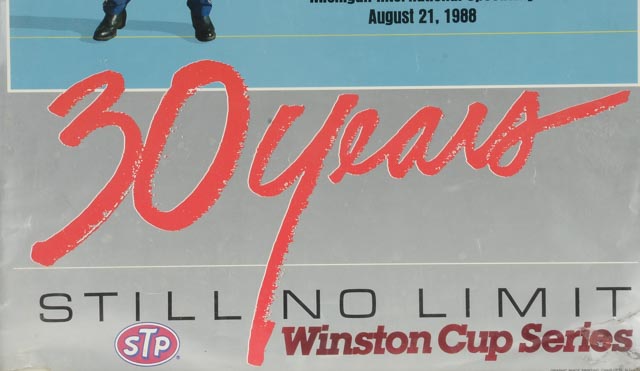 August 21, 1988
30 years
STILL NO LIMIT
STP®
Winston Cup Series